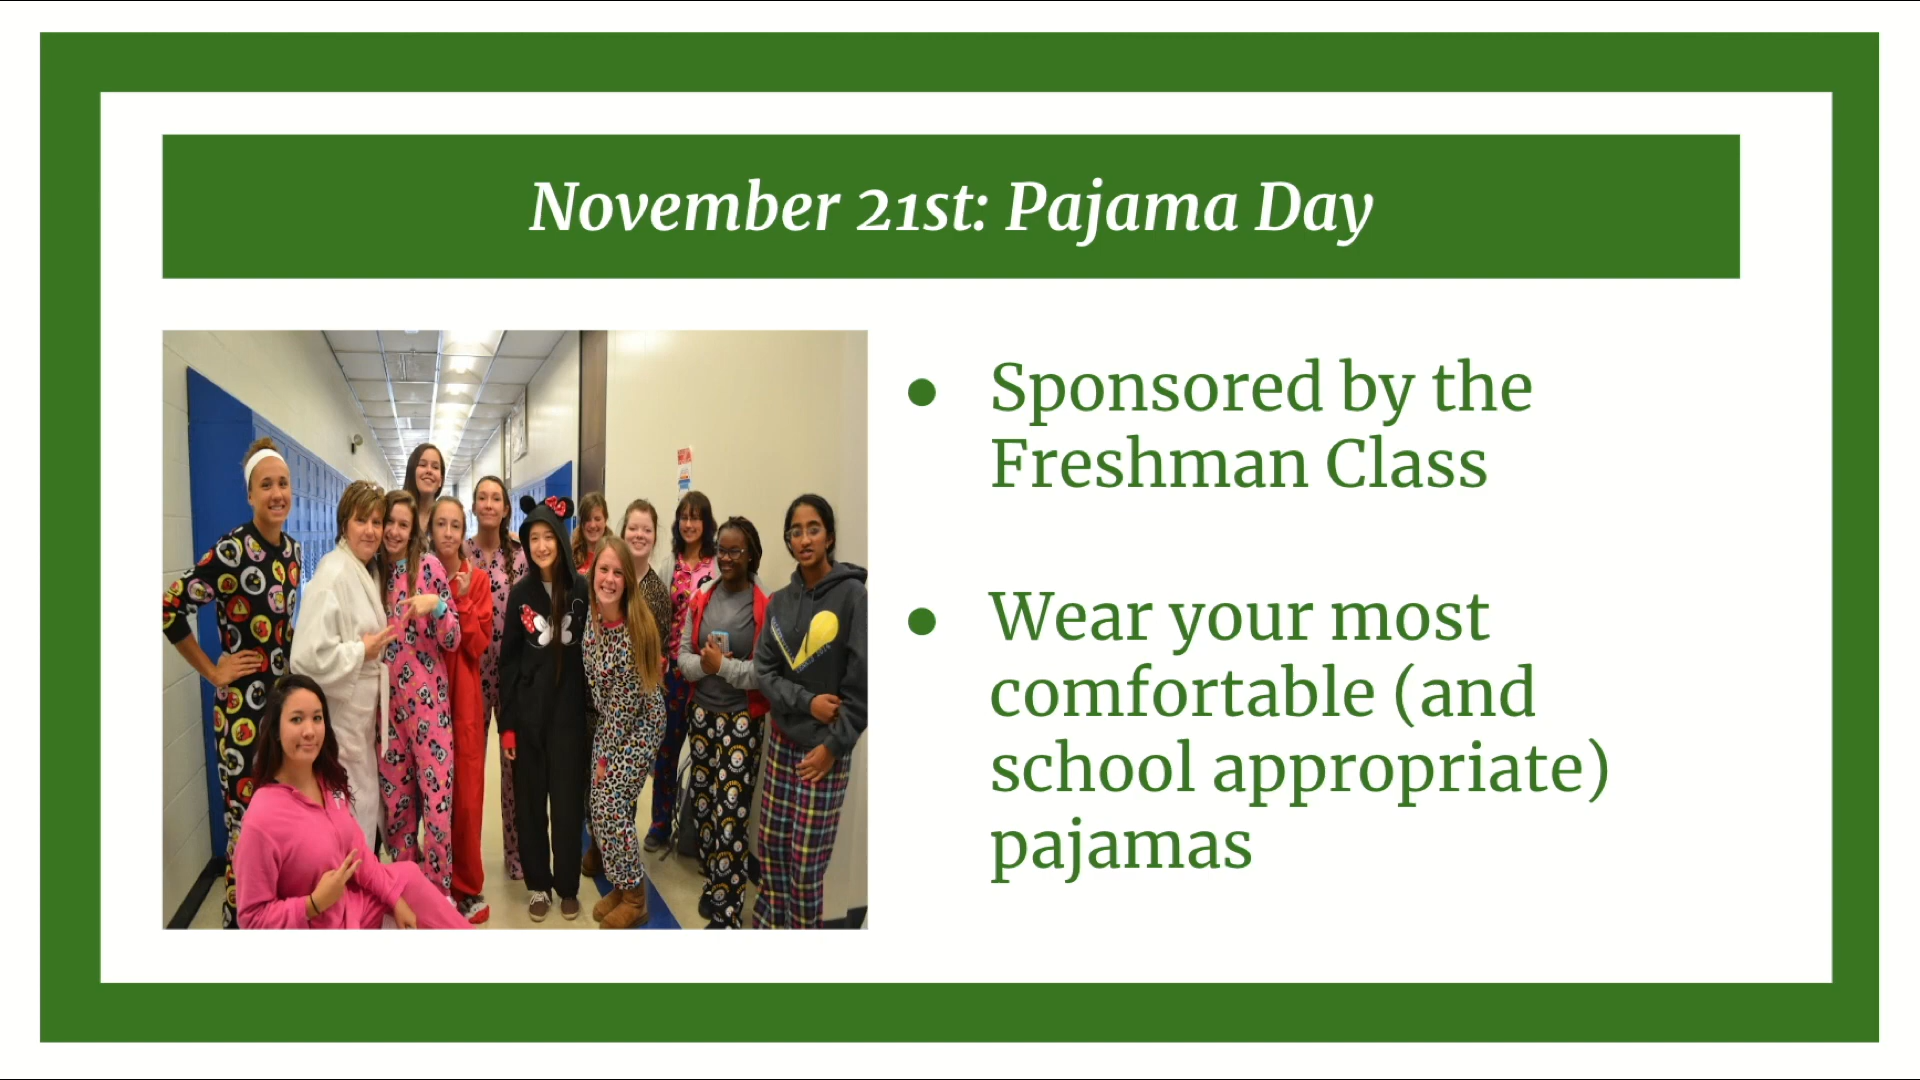 November 21st: Pajama Day
● Sponsored by the
Freshman Class
● Wear your most
comfortable (and
school appropriate)
pajamas